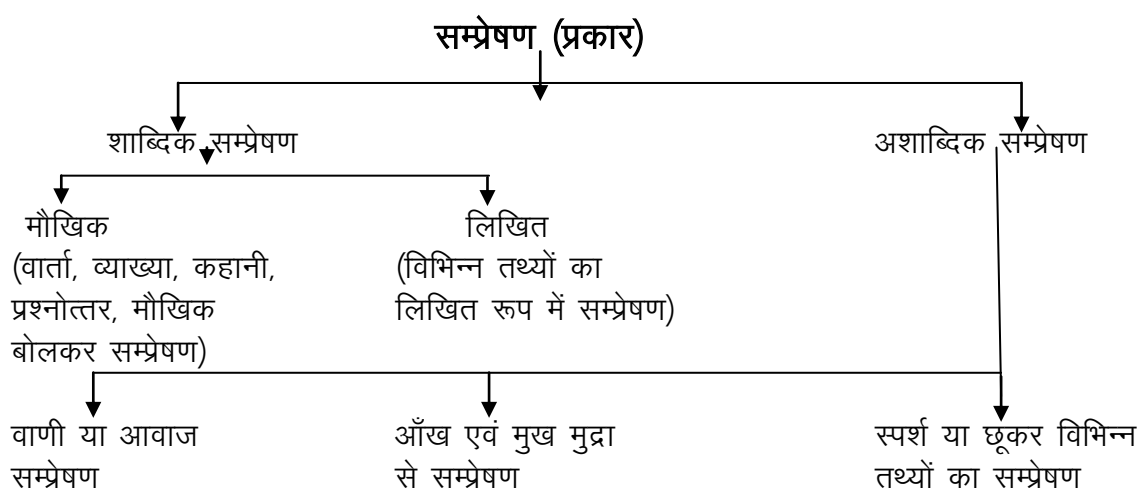 सम्प्रेषण (प्रकार)
शाब्दिक सम्प्रेषण
अशाब्दिक सम्प्रेषण
मौखिक
(वार्ता, व्याख्या, कहानी,
प्रश्नोत्तर, मौखिक
बोलकर सम्प्रेषण)
लिखित
(विभिन्न तथ्यों का
लिखित रूप में सम्प्रेषण)
वाणी या आवाज
सम्प्रेषण
आँख एवं मुख मुद्रा
से सम्प्रेषण
स्पर्श या छूकर विभिन्न
तथ्यों का सम्प्रेषण